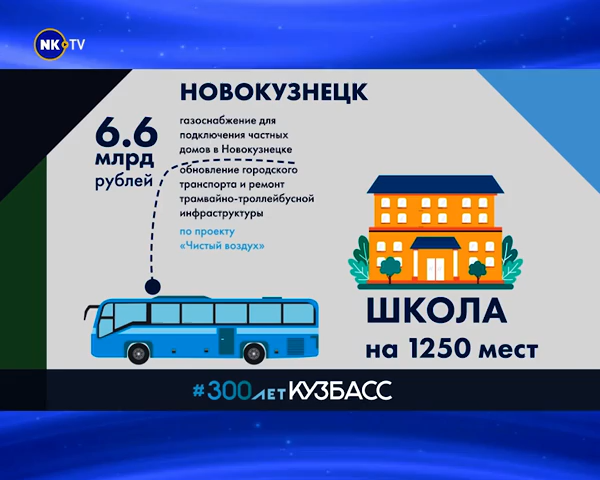 NK TV
НОВОКУЗНЕЦК
6.6
млрд
рублей
газоснабжение для
подключения частных
домов в Новокузнецке
обновление городского
транспорта и ремонт
трамвайно-троллейбусной
инфраструктуры
по проекту
«Чистый воздух»
ШКОЛА
на 1250 мест
#300летКУЗБАСС